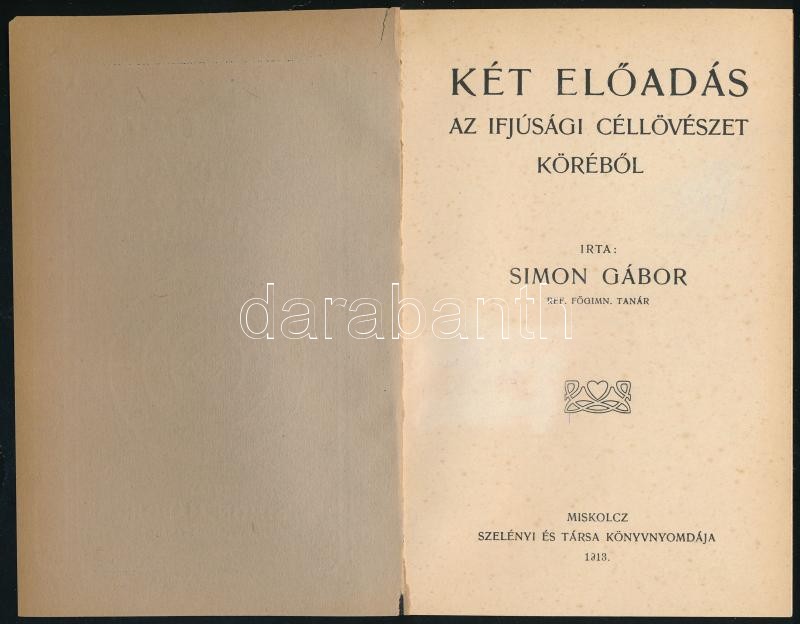 KÉT ELŐADÁS
AZ IFJÚSÁGI CÉLLÖVÉSZET
KÖRÉBŐL
IRTA:
SIMON GÁBOR
REF. FŐGIMN. TANÁR
darabanth
MISKOLCZ
SZELÉNYI ÉS TÁRSA KÖNYVNYOMDÁJA
1913.